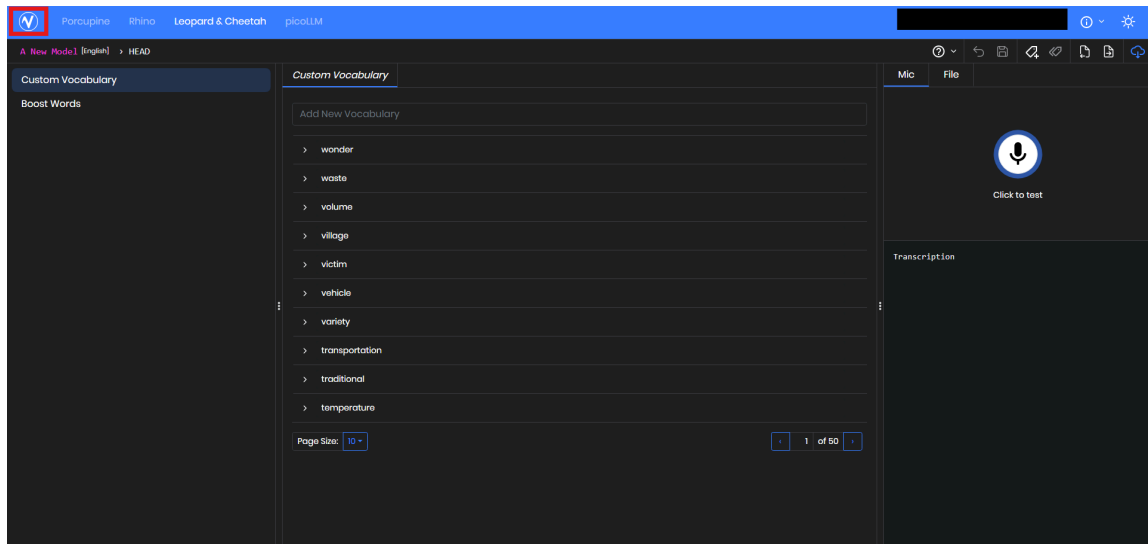 Porcupine Rhino Leopard & Cheetah picoLLM
A New Model [English] > HEAD
Custom Vocabulary
Boost Words
Custom Vocabulary
Add New Vocabulary
> wonder
> waste
> volume
> village
> victim
> vehicle
> variety
> transportation
> traditional
> temperature
Page Size: 10
‹ 1 of 50 ›
Mic File
Click to test
Transcription